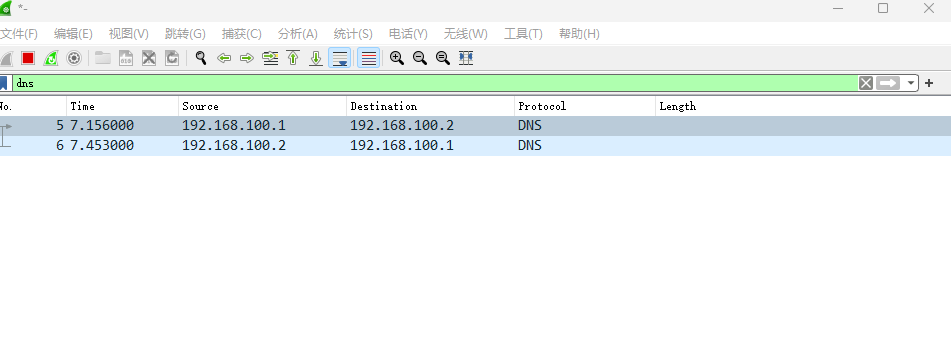 *-
文件(F) 编辑(E) 视图(V) 跳转(G) 捕获(C) 分析(A) 统计(S) 电话(Y) 无线(W) 工具(T) 帮助(H)
dns
No. Time Source Destination Protocol Length
5 7.156000 192.168.100.1 192.168.100.2 DNS
6 7.453000 192.168.100.2 192.168.100.1 DNS